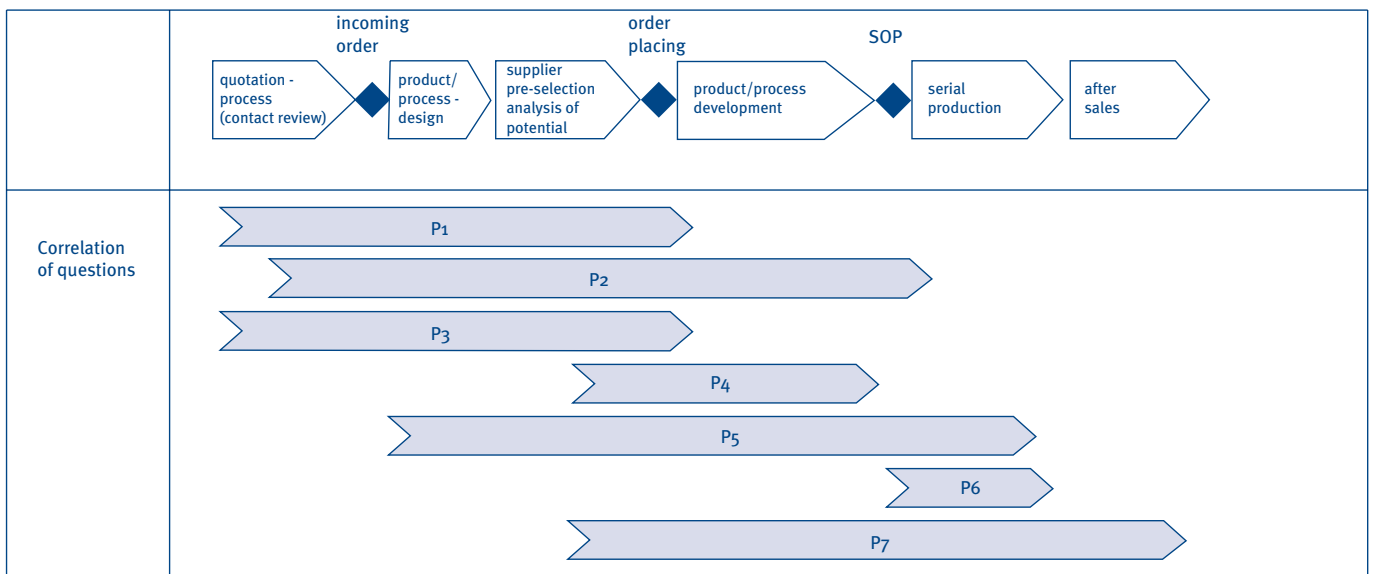 incoming
order
order
placing
SOP
quotation -
process
(contact review)
product/
process -
design
supplier
pre-selection
analysis of
potential
product/process
development
serial
production
after
sales
Correlation
of questions
P1
P2
P3
P4
P5
P6
P7